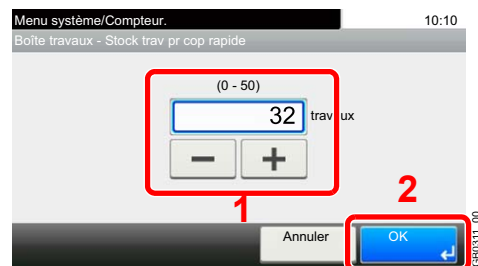 Menu système/Compteur. 10:10
Boîte travaux - Stock trav pr cop rapide
(0 - 50)
32 travaux
− +
1
2
Annuler OK
GB0311_00